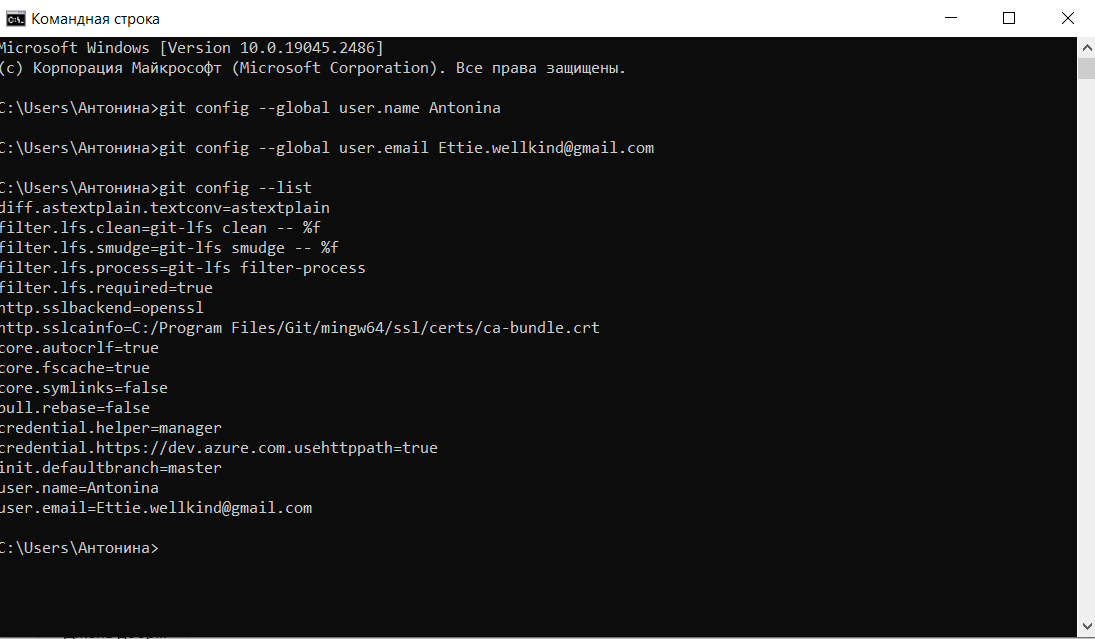 Командная строка
Microsoft Windows [Version 10.0.19045.2486]
(c) Корпорация Майкрософт (Microsoft Corporation). Все права защищены.
C:\Users\Антонина>git config --global user.name Antonina
C:\Users\Антонина>git config --global user.email Ettie.wellkind@gmail.com
C:\Users\Антонина>git config --list
diff.astextplain.textconv=astextplain
filter.lfs.clean=git-lfs clean -- %f
filter.lfs.smudge=git-lfs smudge -- %f
filter.lfs.process=git-lfs filter-process
filter.lfs.required=true
http.sslbackend=openssl
http.sslcainfo=C:/Program Files/Git/mingw64/ssl/certs/ca-bundle.crt
core.autocrlf=true
core.fscache=true
core.symlinks=false
pull.rebase=false
credential.helper=manager
credential.https://dev.azure.com.usehttppath=true
init.defaultbranch=master
user.name=Antonina
user.email=Ettie.wellkind@gmail.com
C:\Users\Антонина>